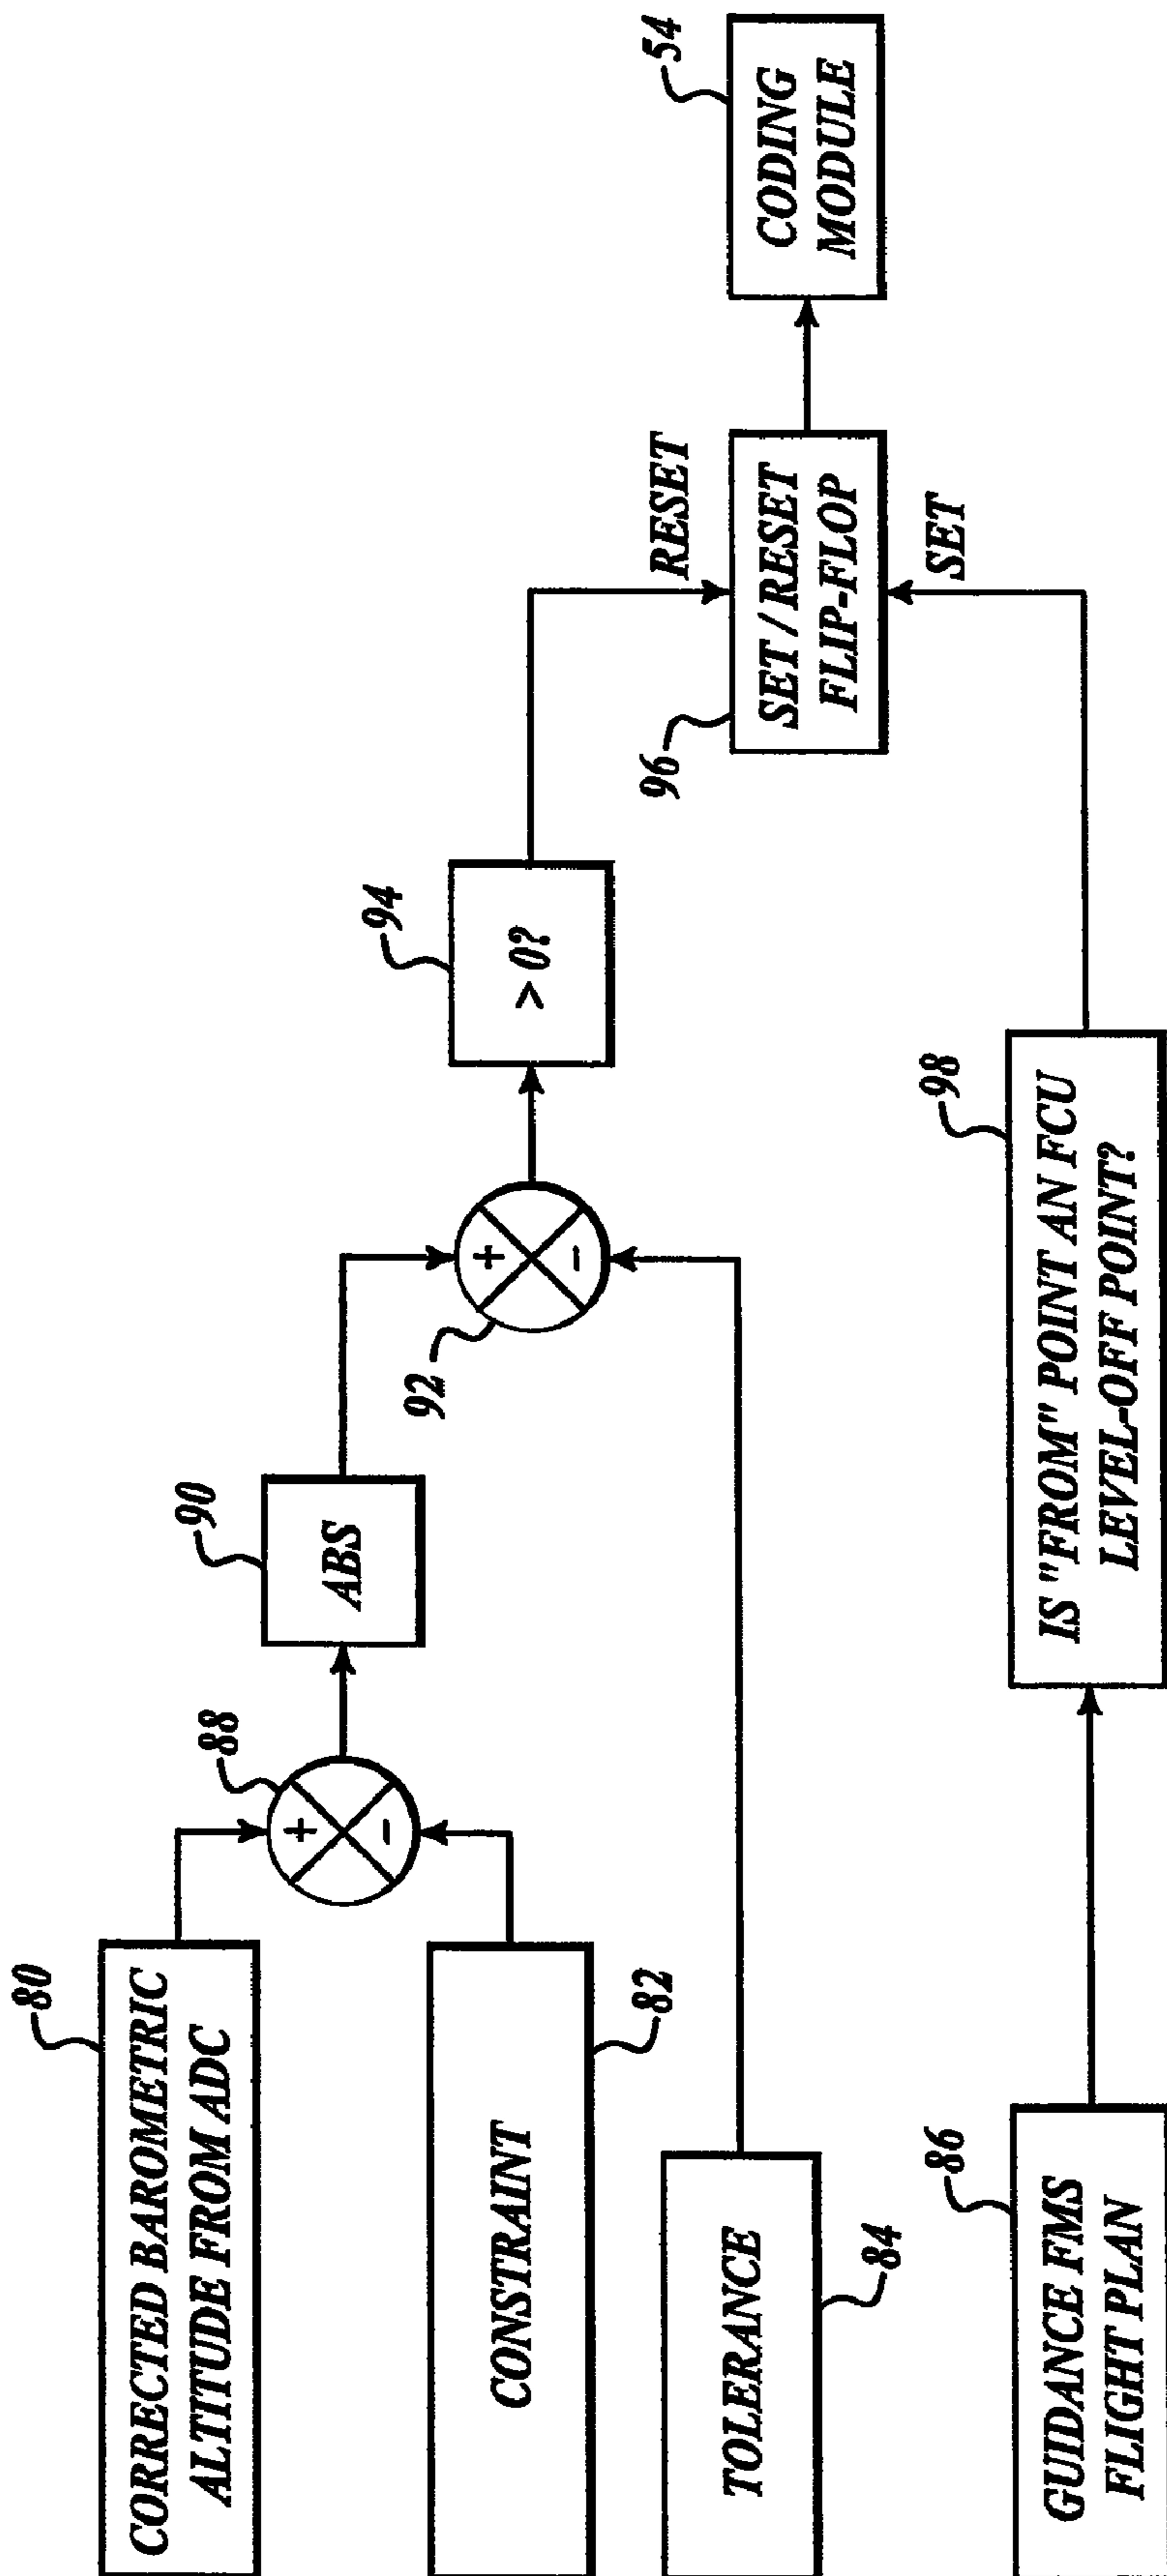 80
CORRECTED BAROMETRIC
ALTITUDE FROM ADC
CONSTRAINT
82
TOLERANCE
84
86
GUIDANCE FMS
FLIGHT PLAN
88
+
-
90
ABS
92
+
-
94
> 0?
98
IS "FROM" POINT AN FCU
LEVEL-OFF POINT?
RESET
96
SET / RESET
FLIP-FLOP
SET
54
CODING
MODULE